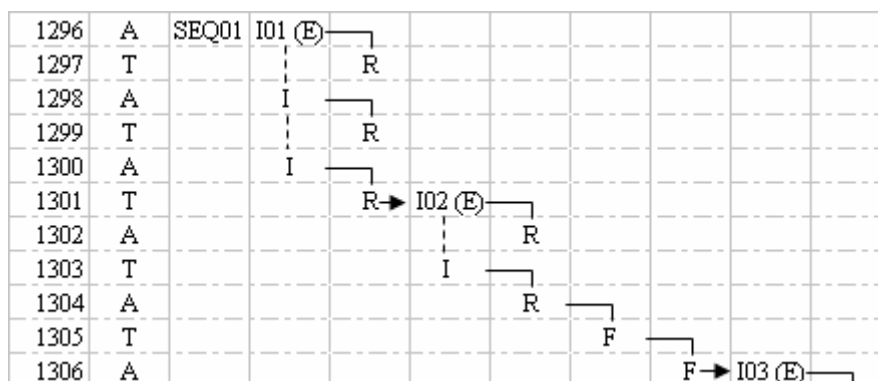 1296 A SEQ01 I01 (E)
1297 T R
1298 A I
1299 T R
1300 A I
1301 T R I02 (E)
1302 A R
1303 T I
1304 A R
1305 T F
1306 A F I03 (E)